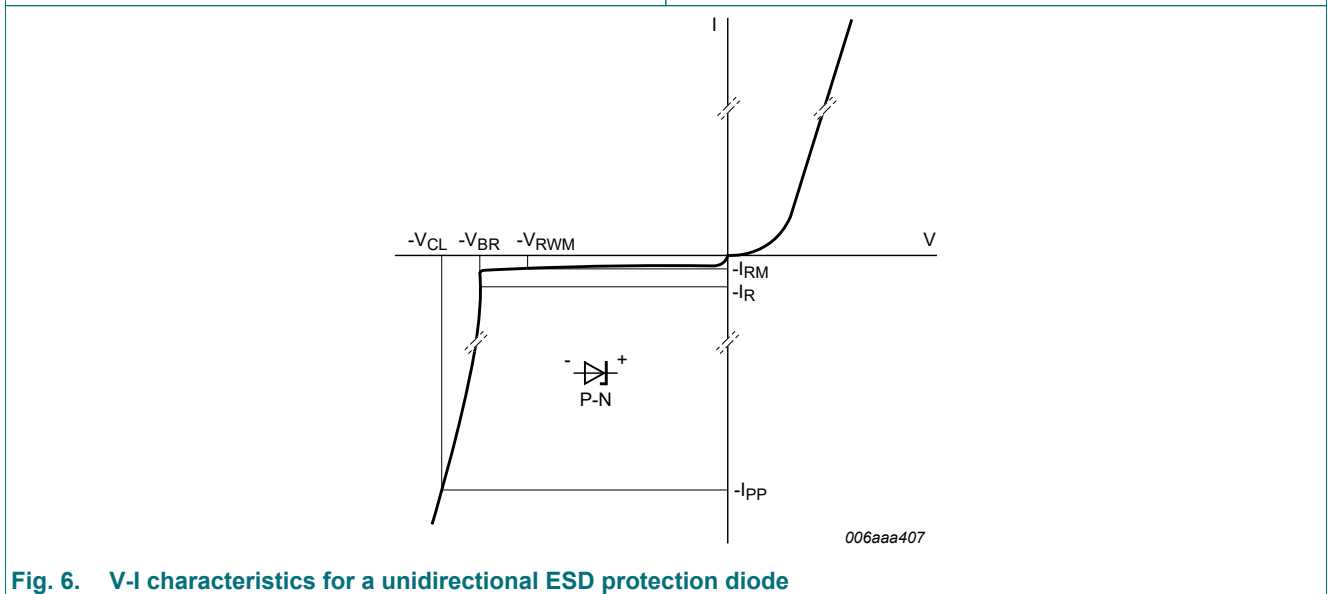 I
-VCL -VBR -VRWM V
-IRM
-IR
- +
P-N
-IPP
006aaa407
Fig. 6. V-I characteristics for a unidirectional ESD protection diode